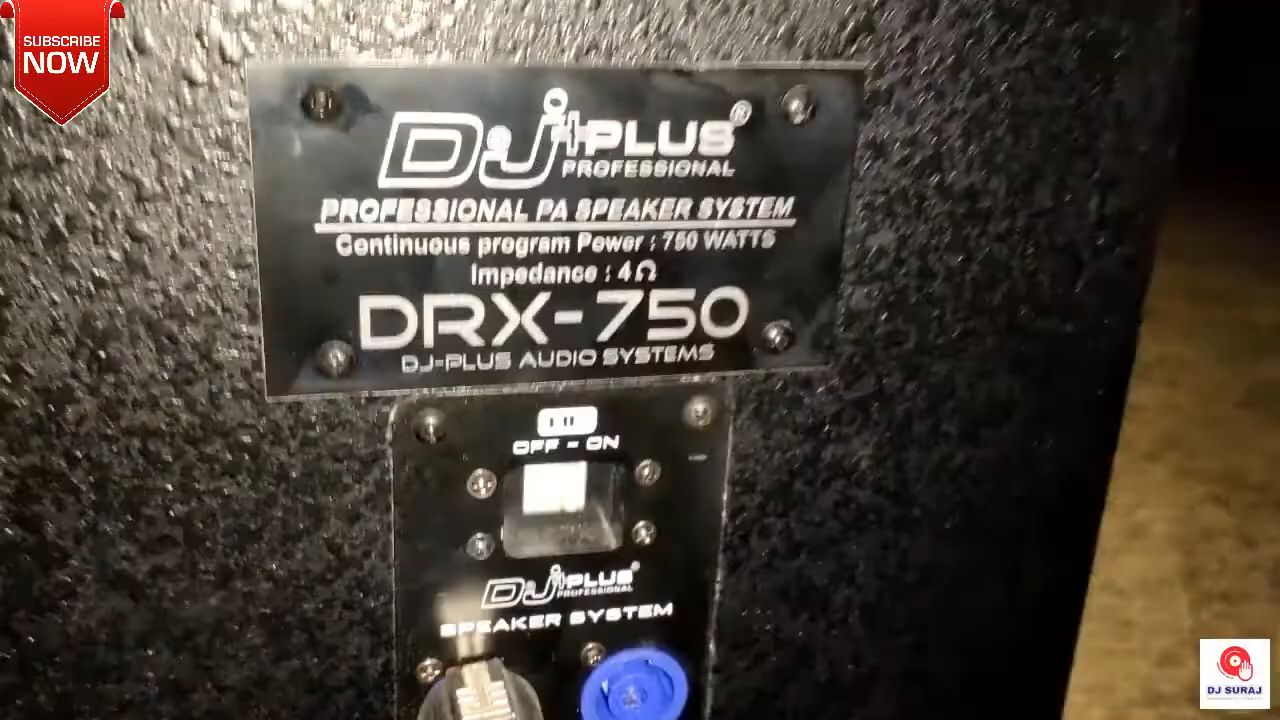 SUBSCRIBE
NOW
DJ PLUS®
PROFESSIONAL
PROFESSIONAL PA SPEAKER SYSTEM
Continuous program Power : 750 WATTS
Impedance : 4Ω
DRX-750
DJ-PLUS AUDIO SYSTEMS
OFF - ON
DJ PLUS®
PROFESSIONAL
SPEAKER SYSTEM
DJ SURAJ